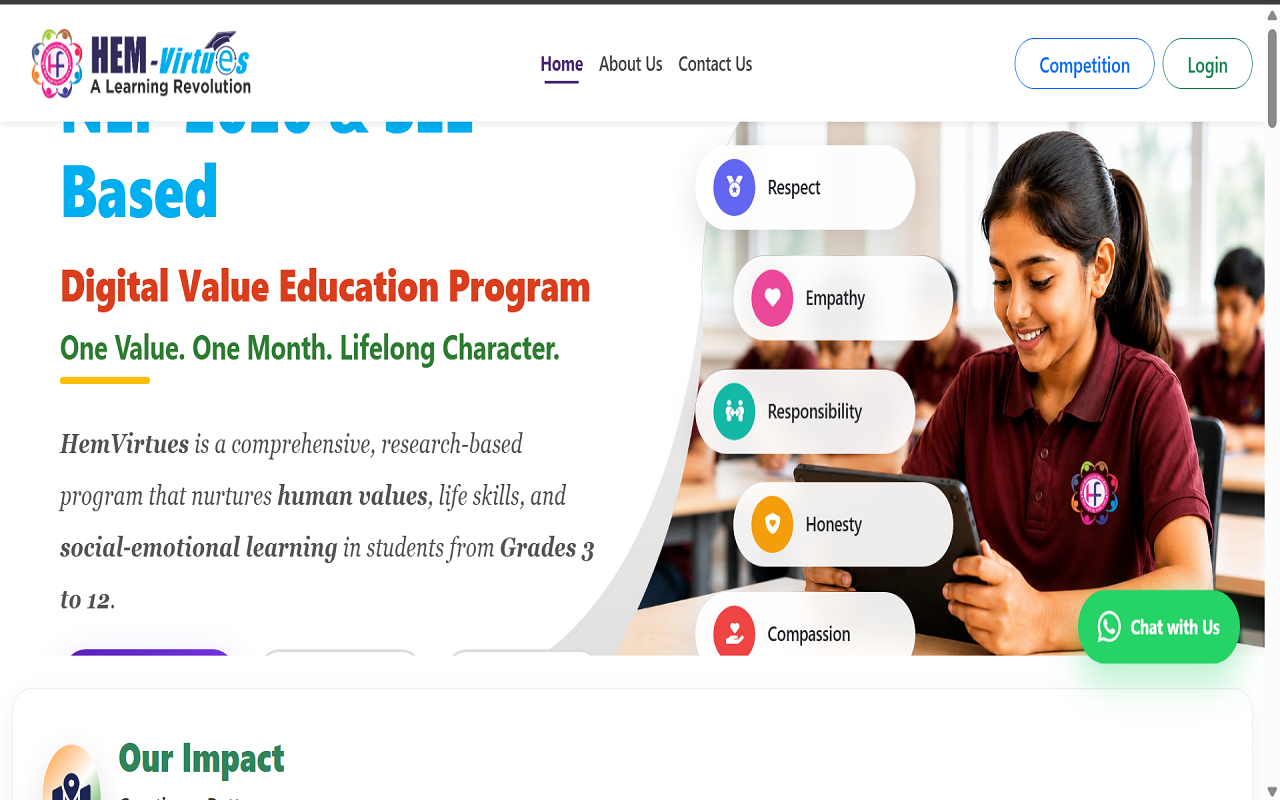 HEM-Virtues
A Learning Revolution
Home About Us Contact Us
Competition Login
Based
Digital Value Education Program
One Value. One Month. Lifelong Character.
HemVirtues is a comprehensive, research-based
program that nurtures human values, life skills, and
social-emotional learning in students from Grades 3
to 12.
Respect
Empathy
Responsibility
Honesty
Compassion
Chat with Us
Our Impact